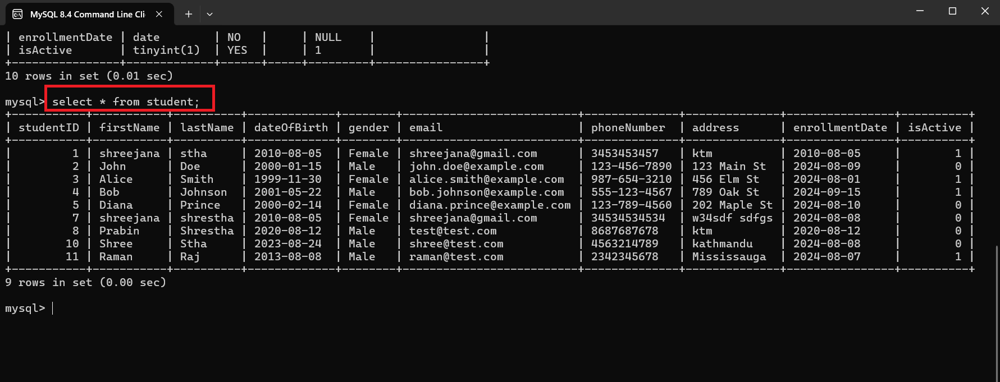 MySQL 8.4 Command Line Cli
| enrollmentDate | date        | NO   |     | NULL    |                |
| isActive       | tinyint(1)  | YES  |     | 1       |                |
+----------------+-------------+------+-----+---------+----------------+
10 rows in set (0.01 sec)
mysql> select * from student;
+-----------+-----------+----------+-------------+--------+--------------------------+--------------+--------------+----------------+----------+
| studentID | firstName | lastName | dateOfBirth | gender | email                    | phoneNumber  | address      | enrollmentDate | isActive |
+-----------+-----------+----------+-------------+--------+--------------------------+--------------+--------------+----------------+----------+
|         1 | shreejana | stha     | 2010-08-05  | Female | shreejana@gmail.com      | 3453453457   | ktm          | 2010-08-05     |        1 |
|         2 | John      | Doe      | 2000-01-15  | Male   | john.doe@example.com     | 123-456-7890 | 123 Main St  | 2024-08-09     |        0 |
|         3 | Alice     | Smith    | 1999-11-30  | Female | alice.smith@example.com  | 987-654-3210 | 456 Elm St   | 2024-08-01     |        1 |
|         4 | Bob       | Johnson  | 2001-05-22  | Male   | bob.johnson@example.com  | 555-123-4567 | 789 Oak St   | 2024-09-15     |        1 |
|         5 | Diana     | Prince   | 2000-02-14  | Female | diana.prince@example.com | 123-789-4560 | 202 Maple St | 2024-08-10     |        0 |
|         7 | shreejana | shrestha | 2010-08-05  | Female | shreejana@gmail.com      | 34534534534  | w34sdf sdfgs | 2024-08-08     |        0 |
|         8 | Prabin    | Shrestha | 2020-08-12  | Male   | test@test.com            | 8687687678   | ktm          | 2020-08-12     |        0 |
|        10 | Shree     | Stha     | 2023-08-24  | Male   | shree@test.com           | 4563214789   | kathmandu    | 2024-08-08     |        0 |
|        11 | Raman     | Raj      | 2013-08-08  | Male   | raman@test.com           | 2342345678   | Mississauga  | 2024-08-07     |        1 |
+-----------+-----------+----------+-------------+--------+--------------------------+--------------+--------------+----------------+----------+
9 rows in set (0.00 sec)
mysql>